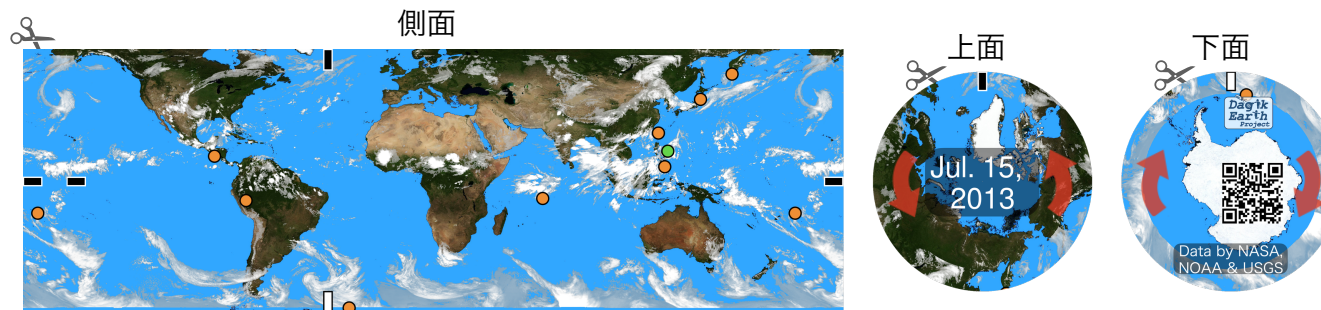 側面
上面
下面
Jul. 15,
2013
Dagik
Earth
Project
Data by NASA,
NOAA & USGS